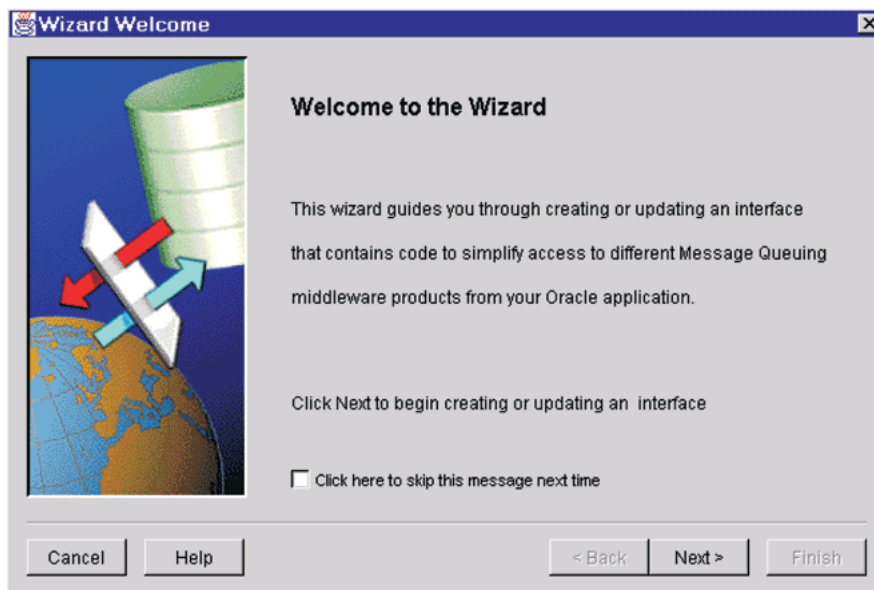 Wizard Welcome
Welcome to the Wizard
This wizard guides you through creating or updating an interface
that contains code to simplify access to different Message Queuing
middleware products from your Oracle application.
Click Next to begin creating or updating an interface
Click here to skip this message next time
Cancel
Help
< Back
Next >
Finish